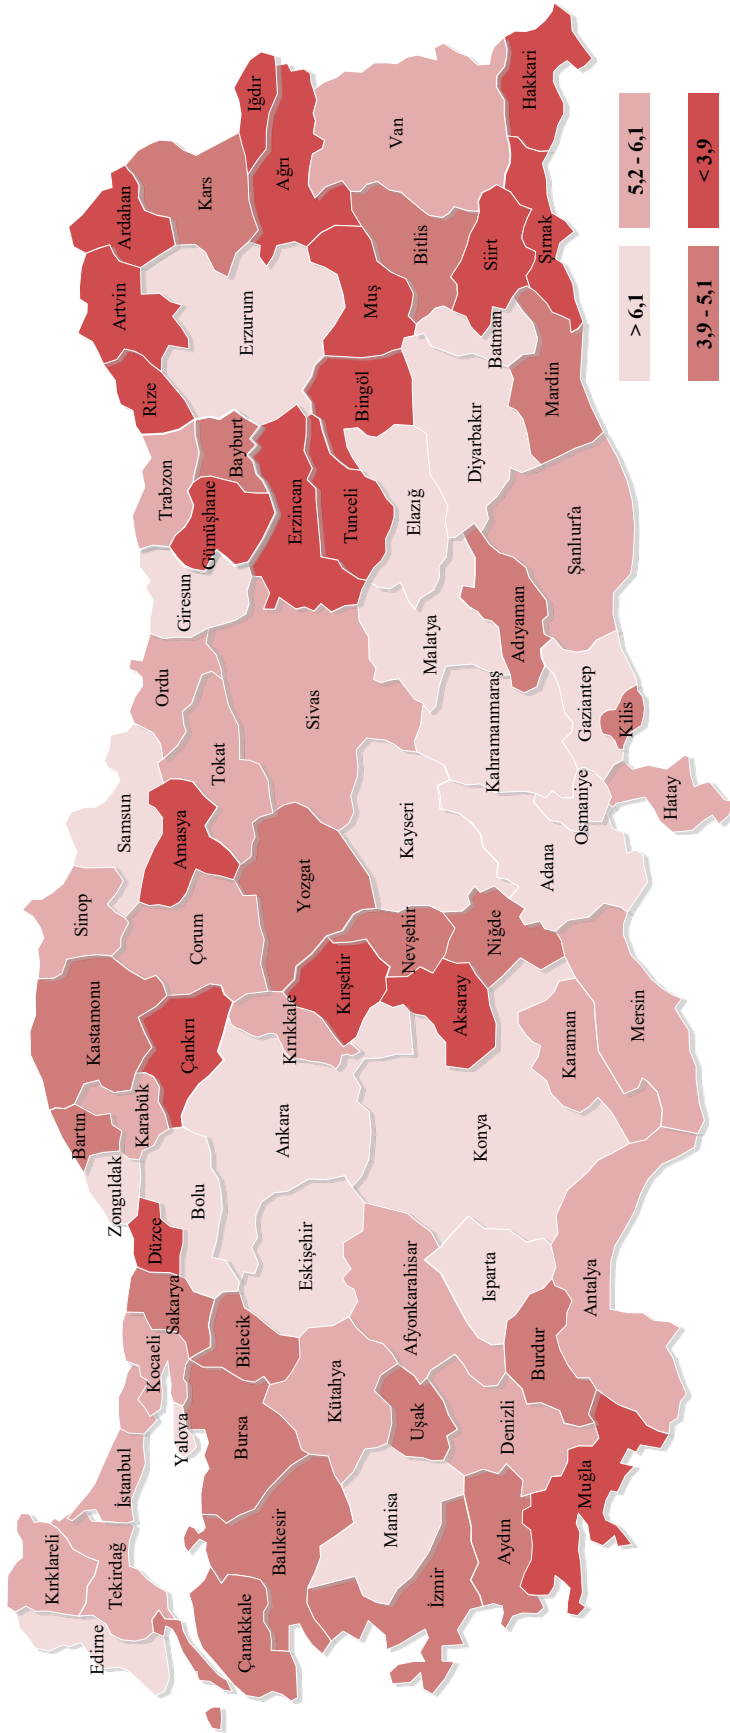 Edirne
Kırklareli
Tekirdağ
İstanbul
Çanakkale
Balıkesir
Bursa
Yalova
Kocaeli
Sakarya
Bilecik
Düzce
Bolu
Zonguldak
Bartın
Karabük
Kastamonu
Çankırı
Sinop
Samsun
Çorum
Amasya
Tokat
Ordu
Giresun
Trabzon
Gümüşhane
Bayburt
Rize
Artvin
Ardahan
Kars
Iğdır
Ağrı
Erzurum
Erzincan
Tunceli
Bingöl
Muş
Bitlis
Van
Hakkari
Şırnak
Siirt
Batman
Mardin
Diyarbakır
Elazığ
Malatya
Adıyaman
Şanlıurfa
Gaziantep
Kilis
Kahramanmaraş
Osmaniye
Hatay
Adana
Mersin
Karaman
Niğde
Nevşehir
Kayseri
Sivas
Yozgat
Kırşehir
Kırıkkale
Aksaray
Ankara
Konya
Eskişehir
Kütahya
Afyonkarahisar
Uşak
Isparta
Burdur
Antalya
Denizli
Muğla
Aydın
İzmir
Manisa
> 6,1
5,2 - 6,1
3,9 - 5,1
< 3,9